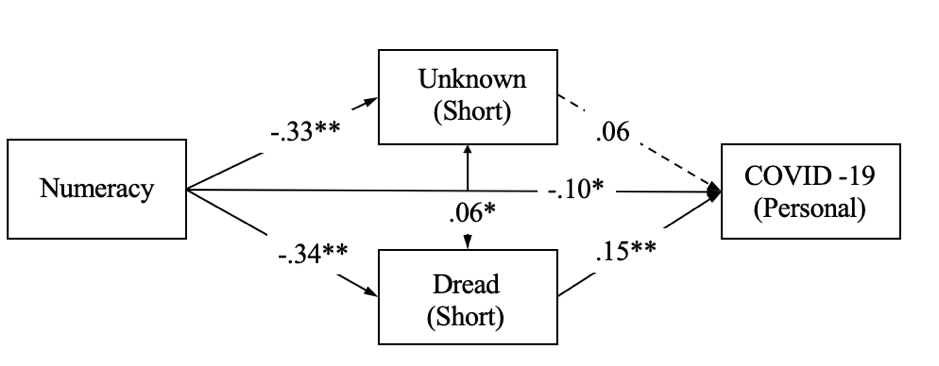 Unknown
(Short)
-.33**
.06
Numeracy
-.10*
COVID -19
(Personal)
.06*
-.34**
.15**
Dread
(Short)